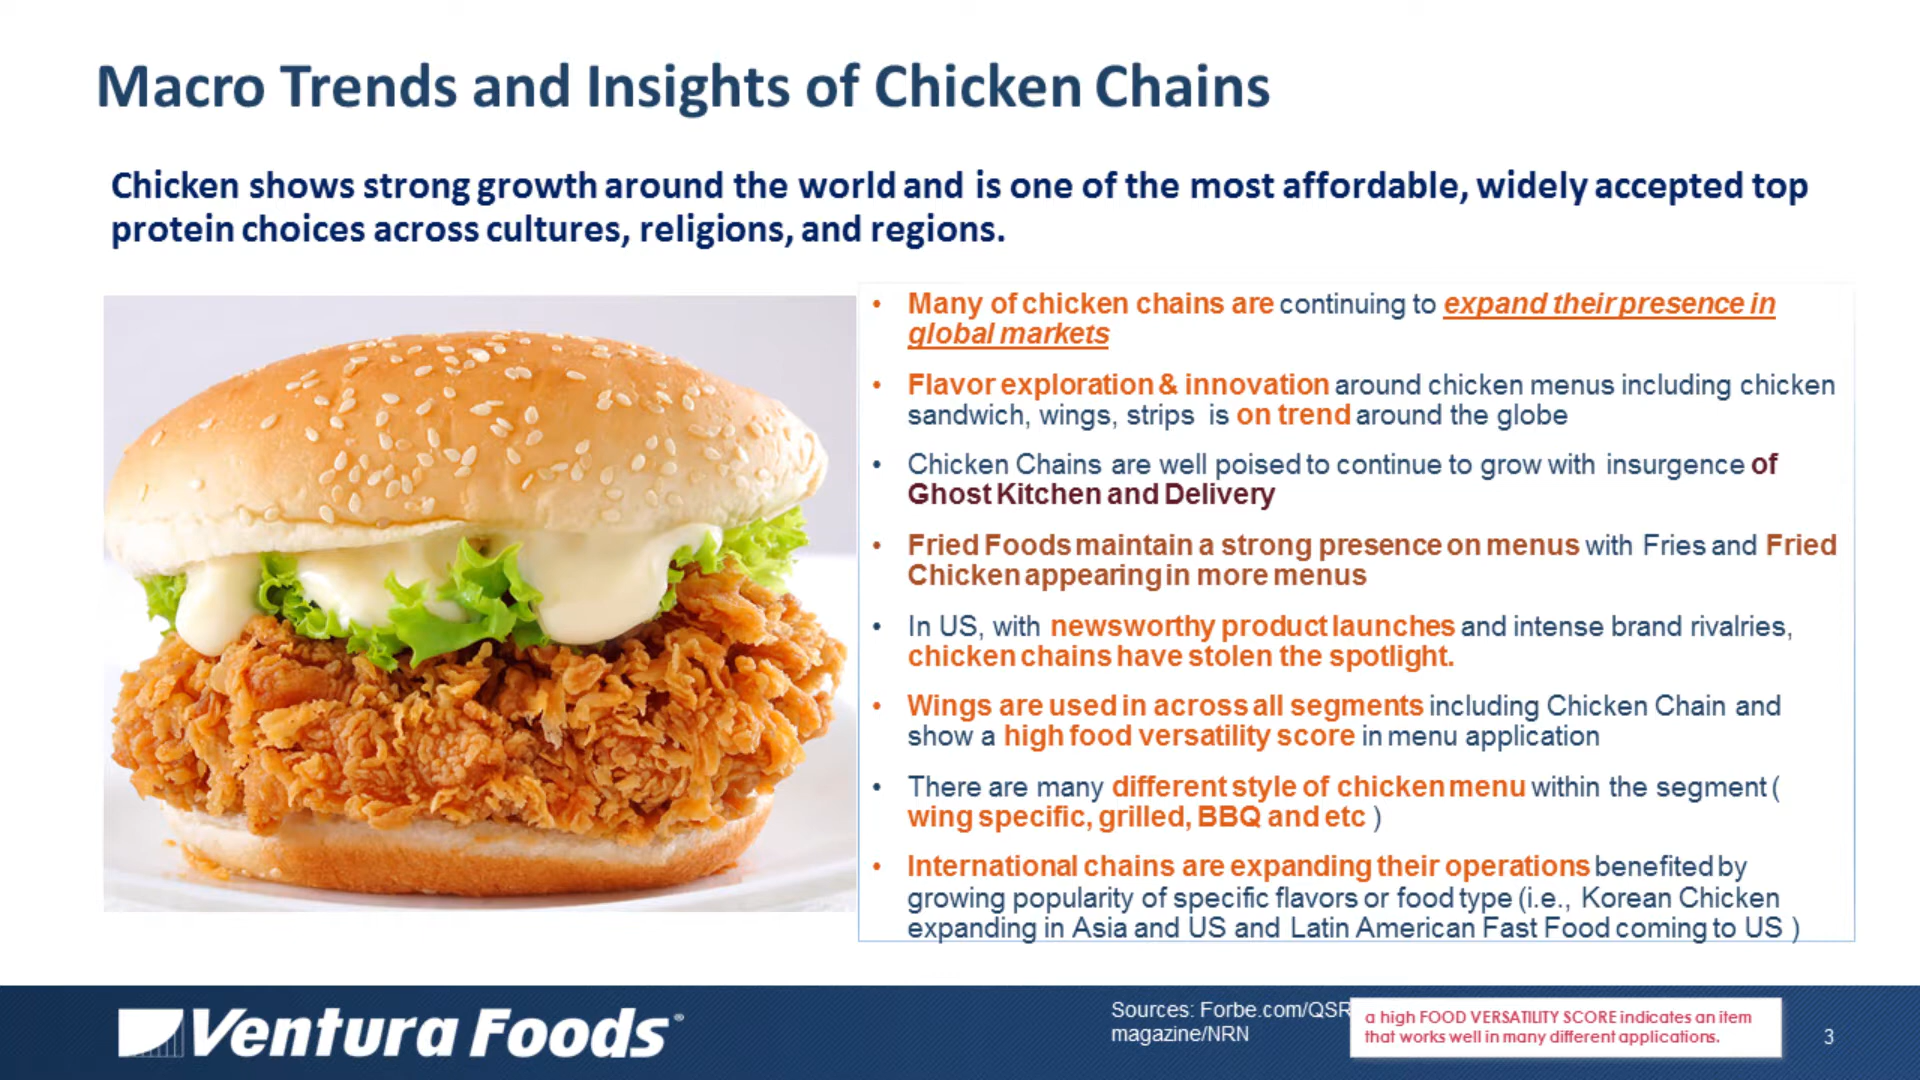 Macro Trends and Insights of Chicken Chains
Chicken shows strong growth around the world and is one of the most affordable, widely accepted top
protein choices across cultures, religions, and regions.
• Many of chicken chains are continuing to expand their presence in
global markets
• Flavor exploration & innovation around chicken menus including chicken
sandwich, wings, strips is on trend around the globe
• Chicken Chains are well poised to continue to grow with insurgence of
Ghost Kitchen and Delivery
• Fried Foods maintain a strong presence on menus with Fries and Fried
Chicken appearing in more menus
• In US, with newsworthy product launches and intense brand rivalries,
chicken chains have stolen the spotlight.
• Wings are used in across all segments including Chicken Chain and
show a high food versatility score in menu application
• There are many different style of chicken menu within the segment (
wing specific, grilled, BBQ and etc )
• International chains are expanding their operations benefited by
growing popularity of specific flavors or food type (i.e., Korean Chicken
expanding in Asia and US and Latin American Fast Food coming to US )
Ventura Foods®
Sources: Forbe.com/QSR
magazine/NRN
a high FOOD VERSATILITY SCORE indicates an item
that works well in many different applications.
3